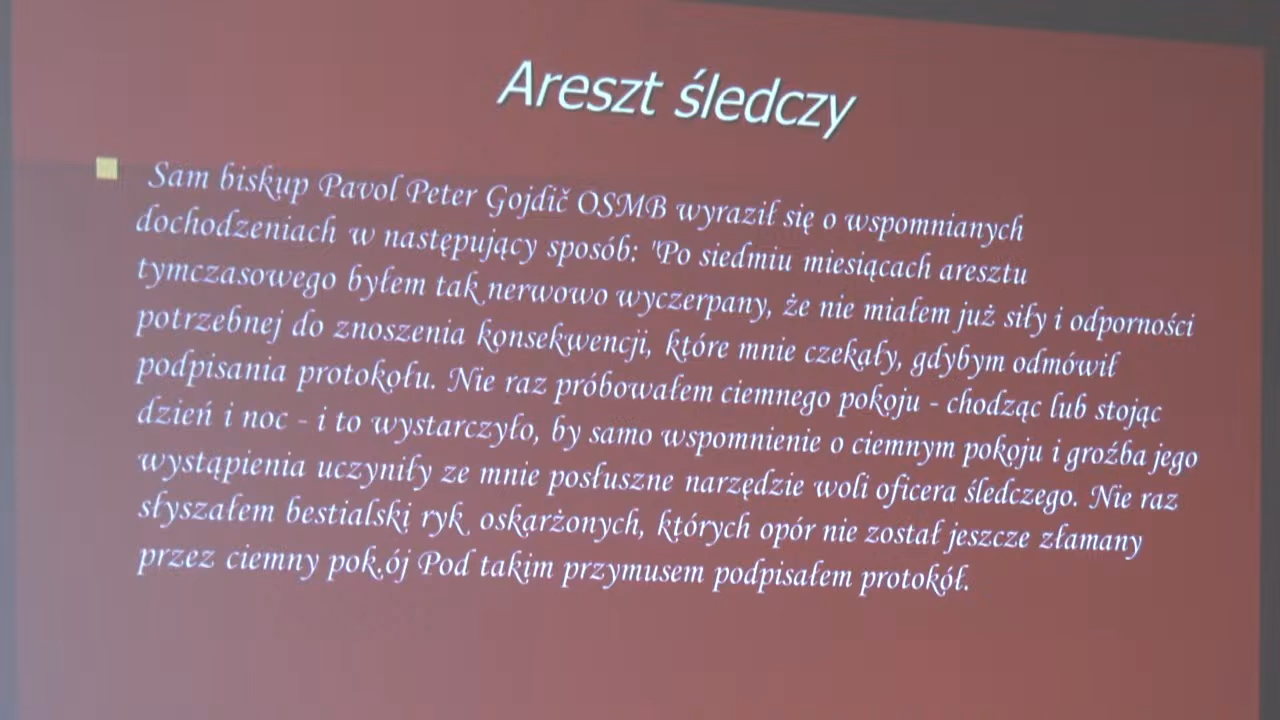 Areszt śledczy
Sam biskup Pavol Peter Gojdič OSMB wyraził się o wspomnianych
dochodzeniach w następujący sposób: "Po siedmiu miesiącach aresztu
tymczasowego byłem tak nerwowo wyczerpany, że nie miałem już siły i odporności
potrzebnej do znoszenia konsekwencji, które mnie czekały, gdybym odmówił
podpisania protokołu. Nie raz próbowałem ciemnego pokoju - chodząc lub stojąc
dzień i noc - i to wystarczyło, by samo wspomnienie o ciemnym pokoju i groźba jego
wystąpienia uczyniły ze mnie posłuszne narzędzie woli oficera śledczego. Nie raz
słyszałem bestialski ryk oskarżonych, których opór nie został jeszcze złamany
przez ciemny pok.ój Pod takim przymusem podpisałem protokół.